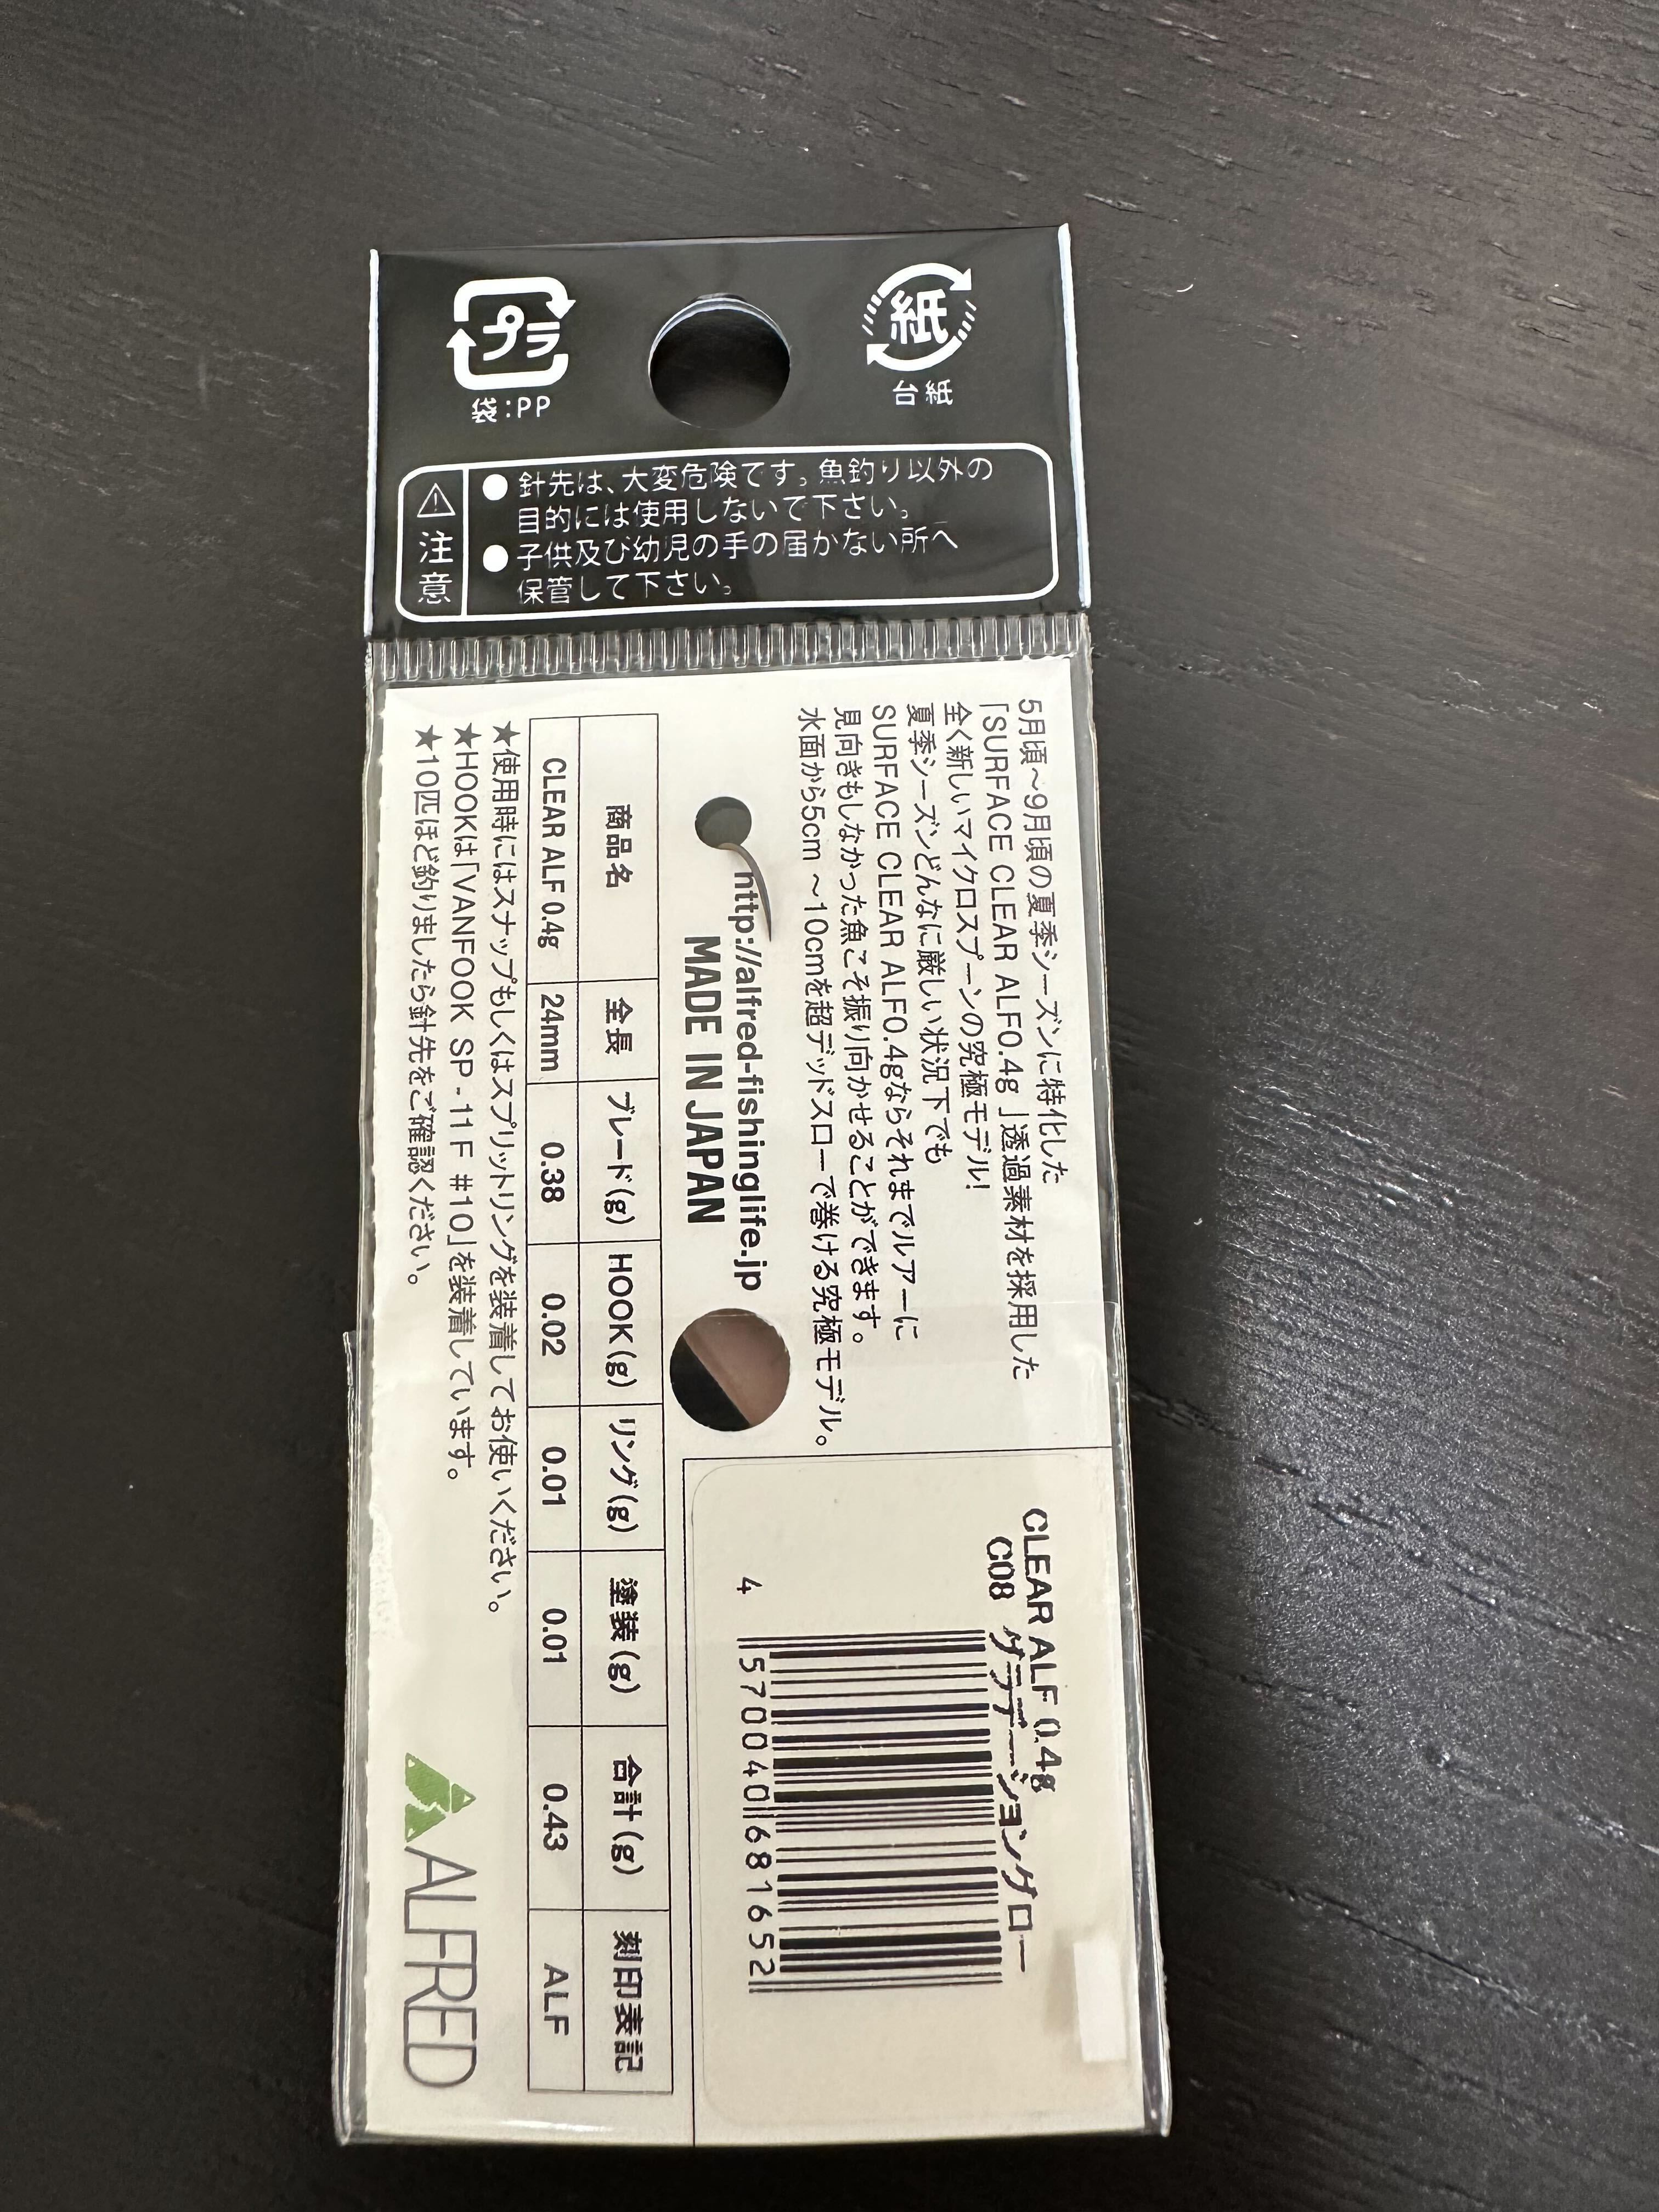 プラ
紙
袋:PP
台紙
注意
●針先は、大変危険です。魚釣り以外の
目的には使用しないで下さい。
●子供及び幼児の手の届かない所へ
保管して下さい。
5月頃～9月頃の夏季シーズンに特化した
「SURFACE CLEAR ALF0.4g」透過素材を採用した
全く新しいマイクロスプーンの究極モデル!
夏季シーズンどんなに厳しい状況下でも
SURFACE CLEAR ALF0.4gならそれまでルアーに
見向きもしなかった魚こそ振り向かせることができます。
水面から5cm～10cmを超デッドスローで巻ける究極モデル。
http://alfred-fishinglife.jp
MADE IN JAPAN
CLEAR ALF 0.4g
C08 グラデーショングロー
4 570040 681652
商品名 全長 ブレード(g) HOOK(g) リング(g) 塗装(g) 合計(g) 刻印表記
CLEAR ALF 0.4g 24mm 0.38 0.02 0.01 0.01 0.43 ALF
★使用時にはスナップもしくはスプリットリングを装着してお使いください。
★HOOKは「VANFOOK SP-11F #10」を装着しています。
★10匹ほど釣りましたら針先をご確認ください。
ALFRED